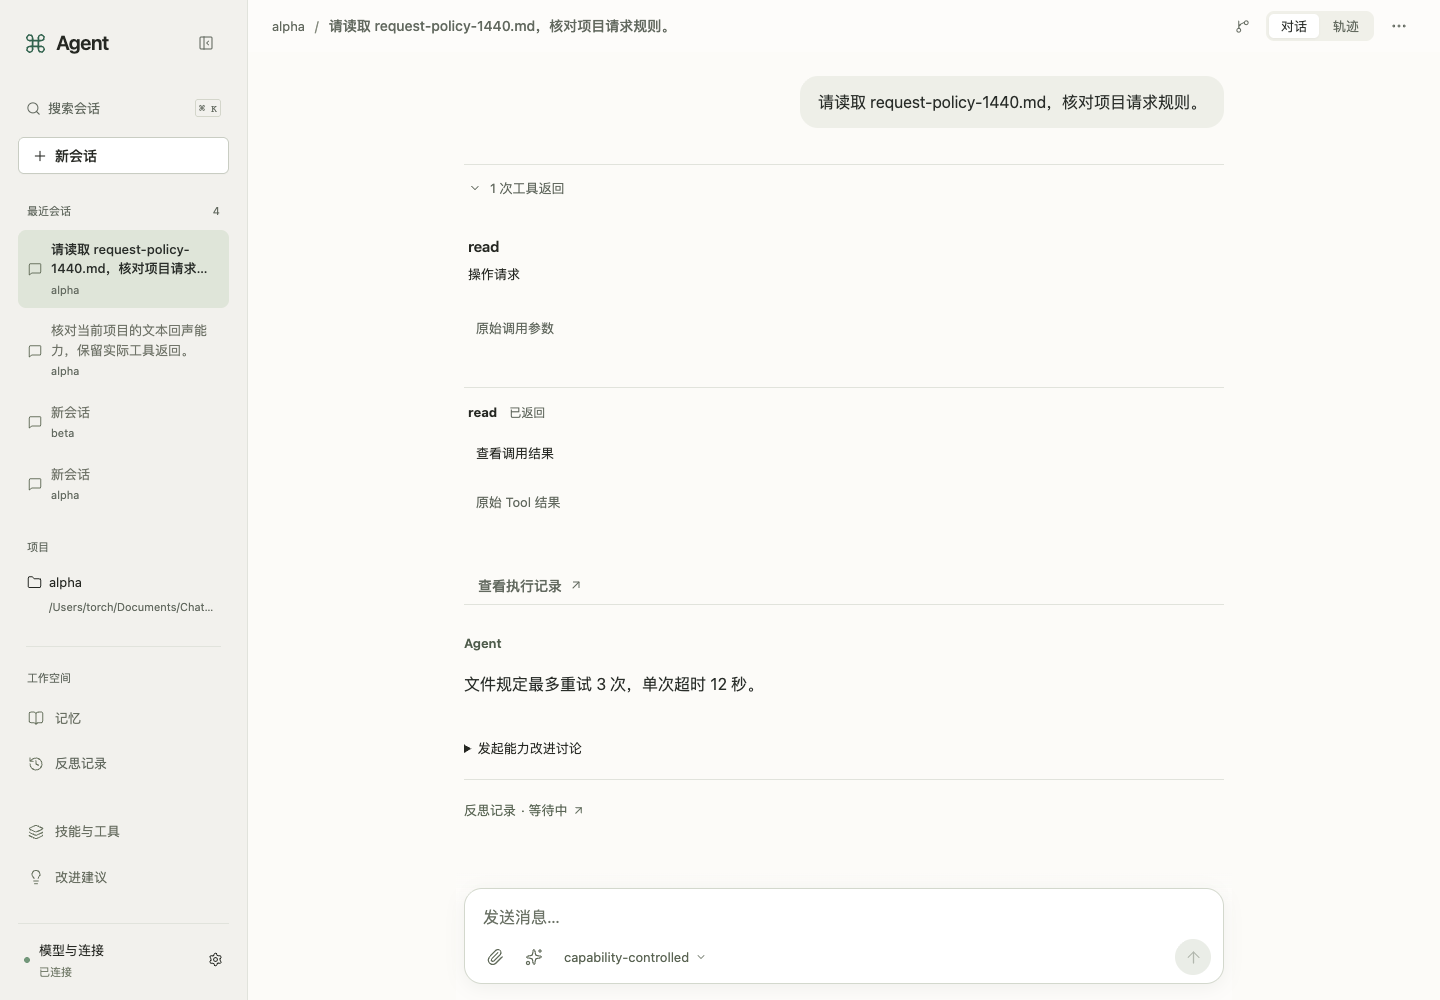 Agent
搜索会话
⌘ K
新会话
最近会话
4
请读取 request-policy-
1440.md，核对项目请求...
alpha
核对当前项目的文本回声能
力，保留实际工具返回。
alpha
新会话
beta
新会话
alpha
项目
alpha
/Users/torch/Documents/Chat...
工作空间
记忆
反思记录
技能与工具
改进建议
模型与连接
已连接
alpha / 请读取 request-policy-1440.md，核对项目请求规则。
对话
轨迹
请读取 request-policy-1440.md，核对项目请求规则。
1 次工具返回
read
操作请求
原始调用参数
read 已返回
查看调用结果
原始 Tool 结果
查看执行记录
Agent
文件规定最多重试 3 次，单次超时 12 秒。
发起能力改进讨论
反思记录 · 等待中
发送消息...
capability-controlled